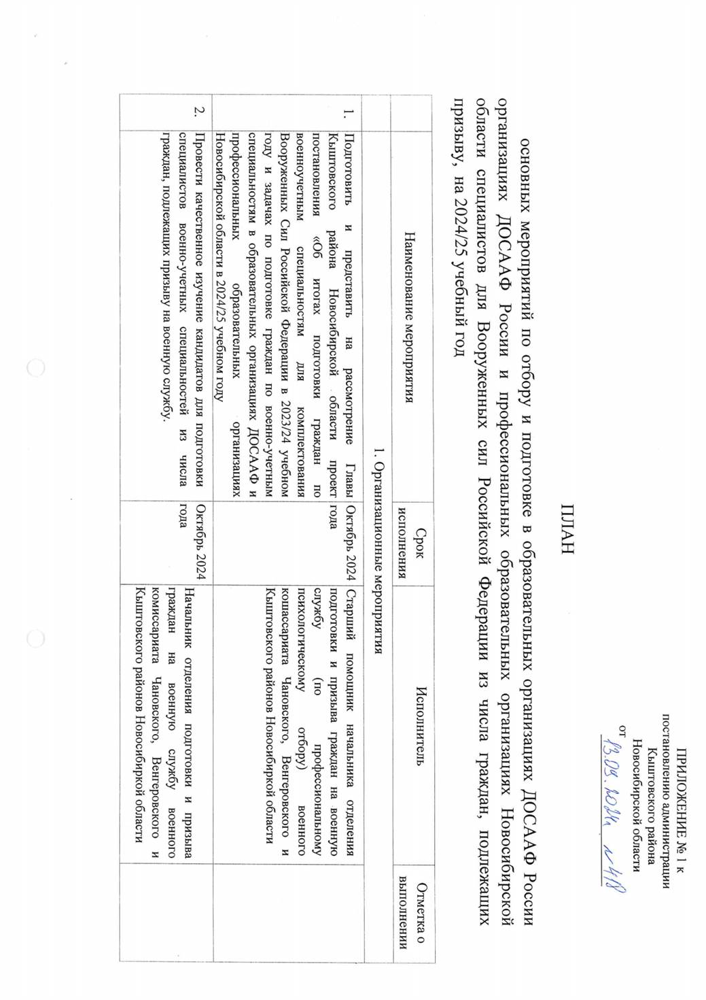 ПРИЛОЖЕНИЕ № 1 к
постановлению администрации
Кыштовского района
Новосибирской области
от 13.09.2024г № 418
ПЛАН
основных мероприятий по отбору и подготовке в образовательных организациях ДОСААФ России
организациях ДОСААФ России и профессиональных образовательных организациях Новосибирской
области специалистов для Вооруженных сил Российской Федерации из числа граждан, подлежащих
призыву, на 2024/25 учебный год
Наименование мероприятия
Срок
исполнения
Исполнитель
Отметка о
выполнении
1. Организационные мероприятия
1.
Подготовить и представить на рассмотрение Главы
Кыштовского района Новосибирской области проект
постановления «Об итогах подготовки граждан по
военноучетным специальностям для комплектования
Вооруженных Сил Российской Федерации в 2023/24 учебном
году и задачах по подготовке граждан по военно-учетным
специальностям в образовательных организациях ДОСААФ и
профессиональных образовательных организациях
Новосибирской области в 2024/25 учебном году
Октябрь 2024
года
Старший помощник начальника отделения
подготовки и призыва граждан на военную
службу (по профессиональному
психологическому отбору) военного
кошассариата Чановского, Венгеровского и
Кыштовского районов Новосибиркой области
2.
Провести качественное изучение кандидатов для подготовки
специалистов военно-учетных специальностей из числа
граждан, подлежащих призыву на военную службу.
Октябрь 2024
года
Начальник отделения подготовки и призыва
граждан на военную службу военного
комиссариата Чановского, Венгеровского и
Кыштовского районов Новосибиркой области